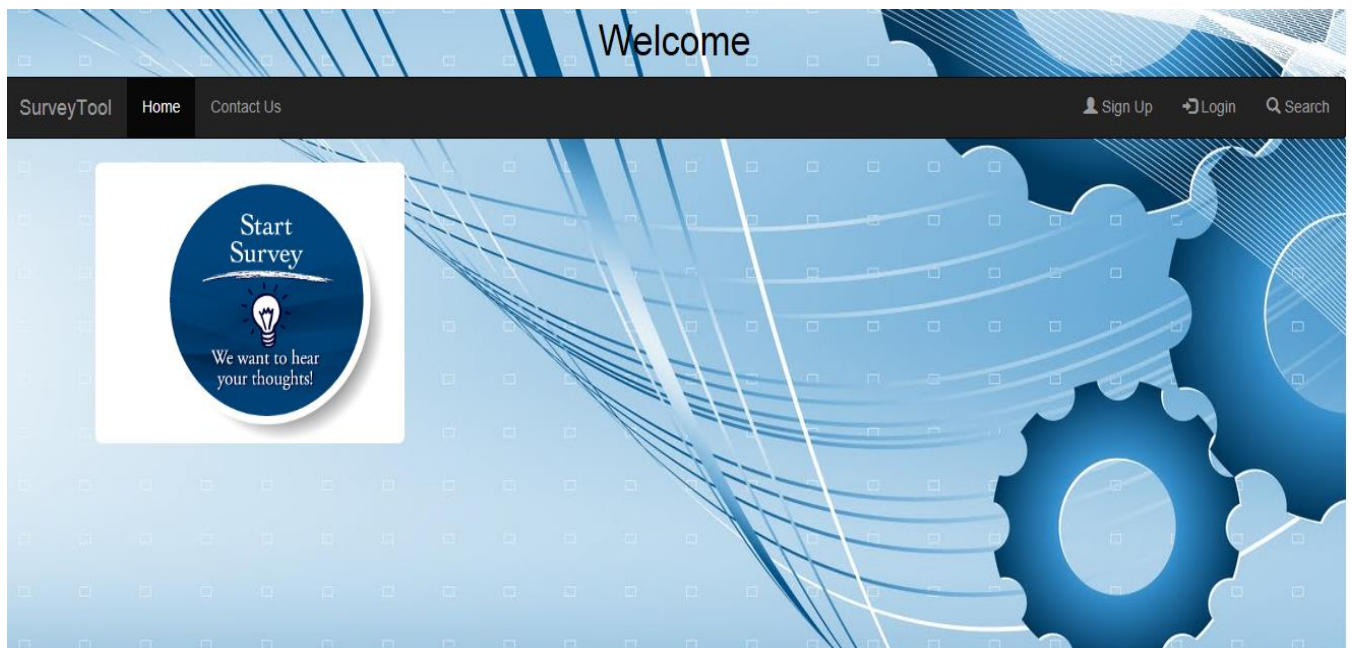 Welcome
SurveyTool Home Contact Us Sign Up Login Search
Start
Survey
We want to hear
your thoughts!